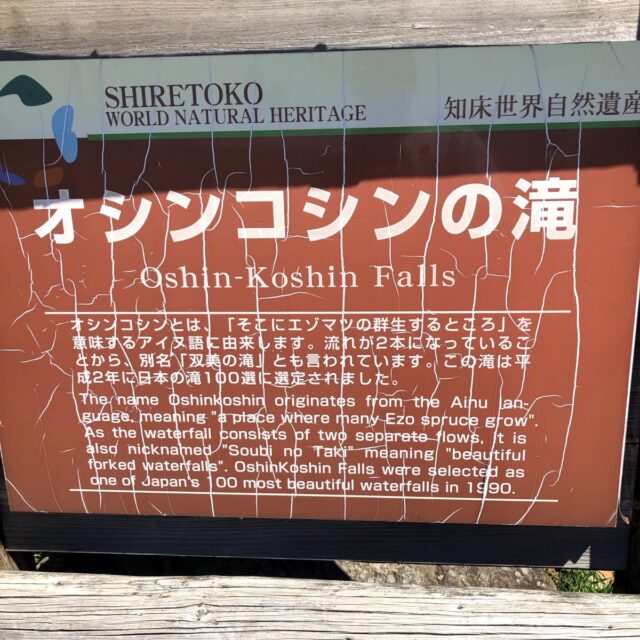 SHIRETOKO
WORLD NATURAL HERITAGE
知床世界自然遺産
オシンコシンの滝
Oshin-Koshin Falls
オシンコシンとは、「そこにエゾマツの群生するところ」を
意味するアイヌ語に由来します。流れが2本になっているこ
とから、別名「双美の滝」とも言われています。この滝は平
成2年に日本の滝100選に選定されました。
The name Oshinkoshin originates from the Ainu lan-
guage, meaning "a place where many Ezo spruce grow".
As the waterfall consists of two separate flows, it is
also nicknamed "Soubi no Taki" meaning "beautiful
forked waterfalls". OshinKoshin Falls were selected as
one of Japan's 100 most beautiful waterfalls in 1990.